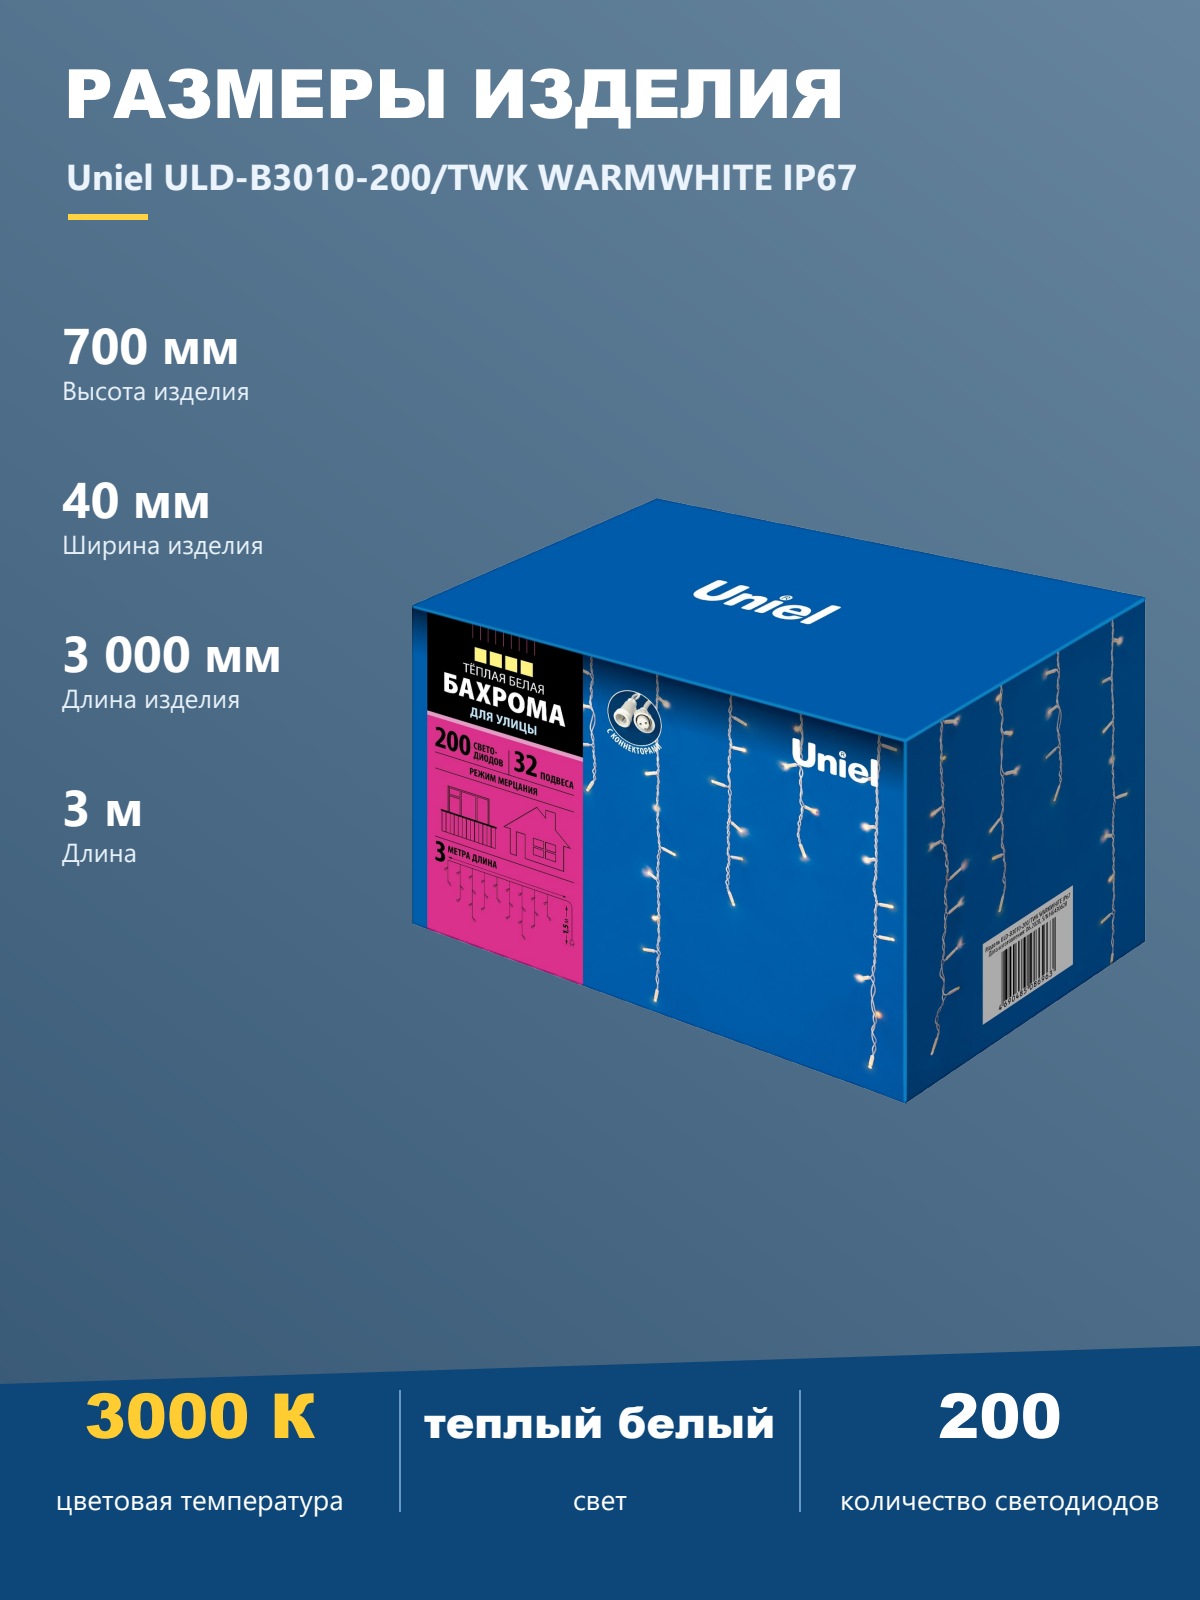 РАЗМЕРЫ ИЗДЕЛИЯ
Uniel ULD-B3010-200/TWK WARMWHITE IP67
700 мм
Высота изделия
40 мм
Ширина изделия
3 000 мм
Длина изделия
3 м
Длина
Uniel
ТЁПЛАЯ БЕЛАЯ
БАХРОМА
ДЛЯ УЛИЦЫ
200 СВЕТО-
ДИОДОВ
32 ПОДВЕСА
РЕЖИМ МЕРЦАНИЯ
3 МЕТРА ДЛИНА
1,5 м
С КОННЕКТОРАМИ
Uniel
3000 К
цветовая температура
теплый белый
свет
200
количество светодиодов